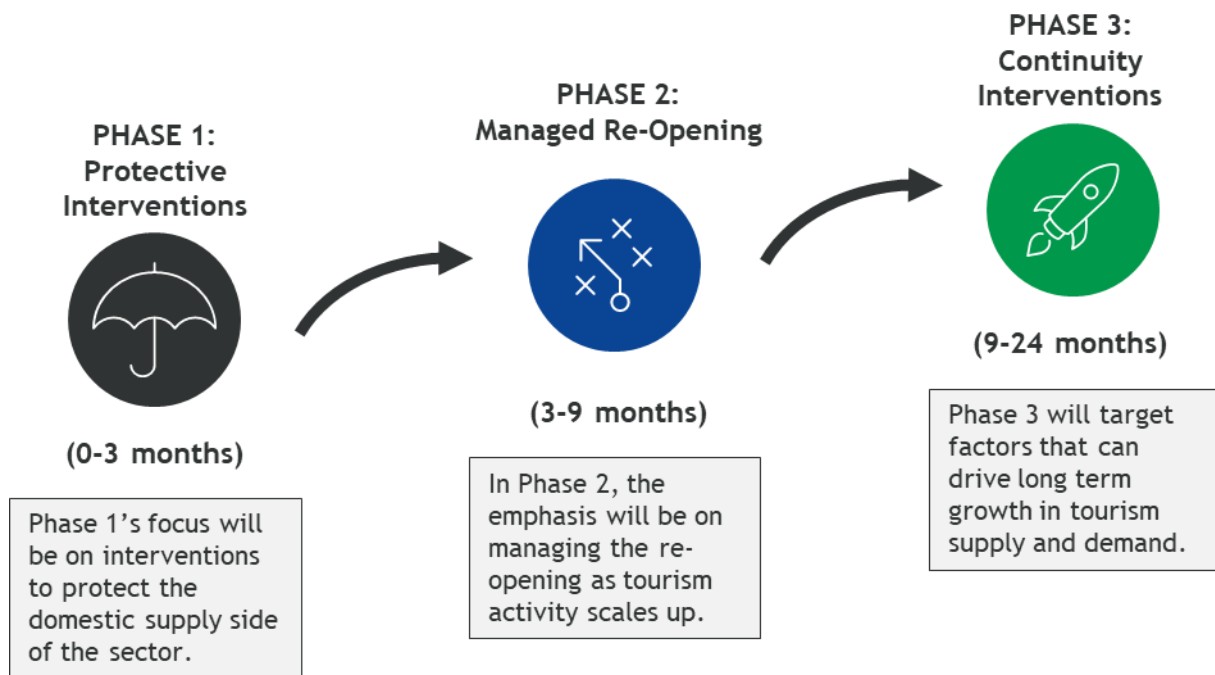 PHASE 1:
Protective
Interventions
(0-3 months)
Phase 1’s focus will
be on interventions
to protect the
domestic supply side
of the sector.
PHASE 2:
Managed Re-Opening
(3-9 months)
In Phase 2, the
emphasis will be on
managing the re-
opening as tourism
activity scales up.
PHASE 3:
Continuity
Interventions
(9-24 months)
Phase 3 will target
factors that can
drive long term
growth in tourism
supply and demand.